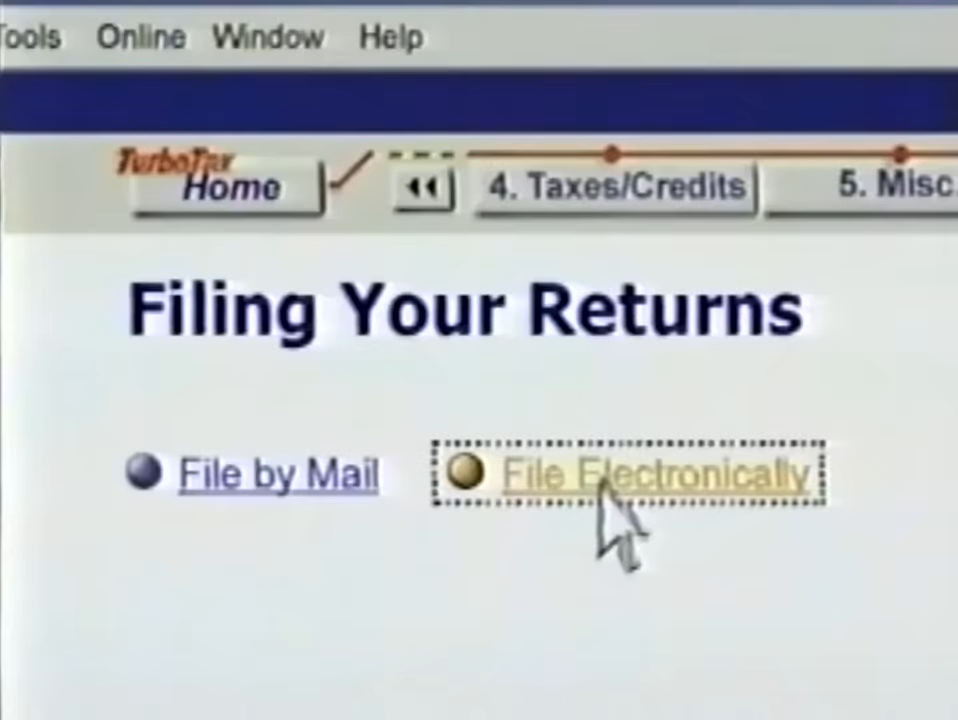 Tools Online Window Help
TurboTax
Home 4. Taxes/Credits 5. Misc.
Filing Your Returns
File by Mail File Electronically